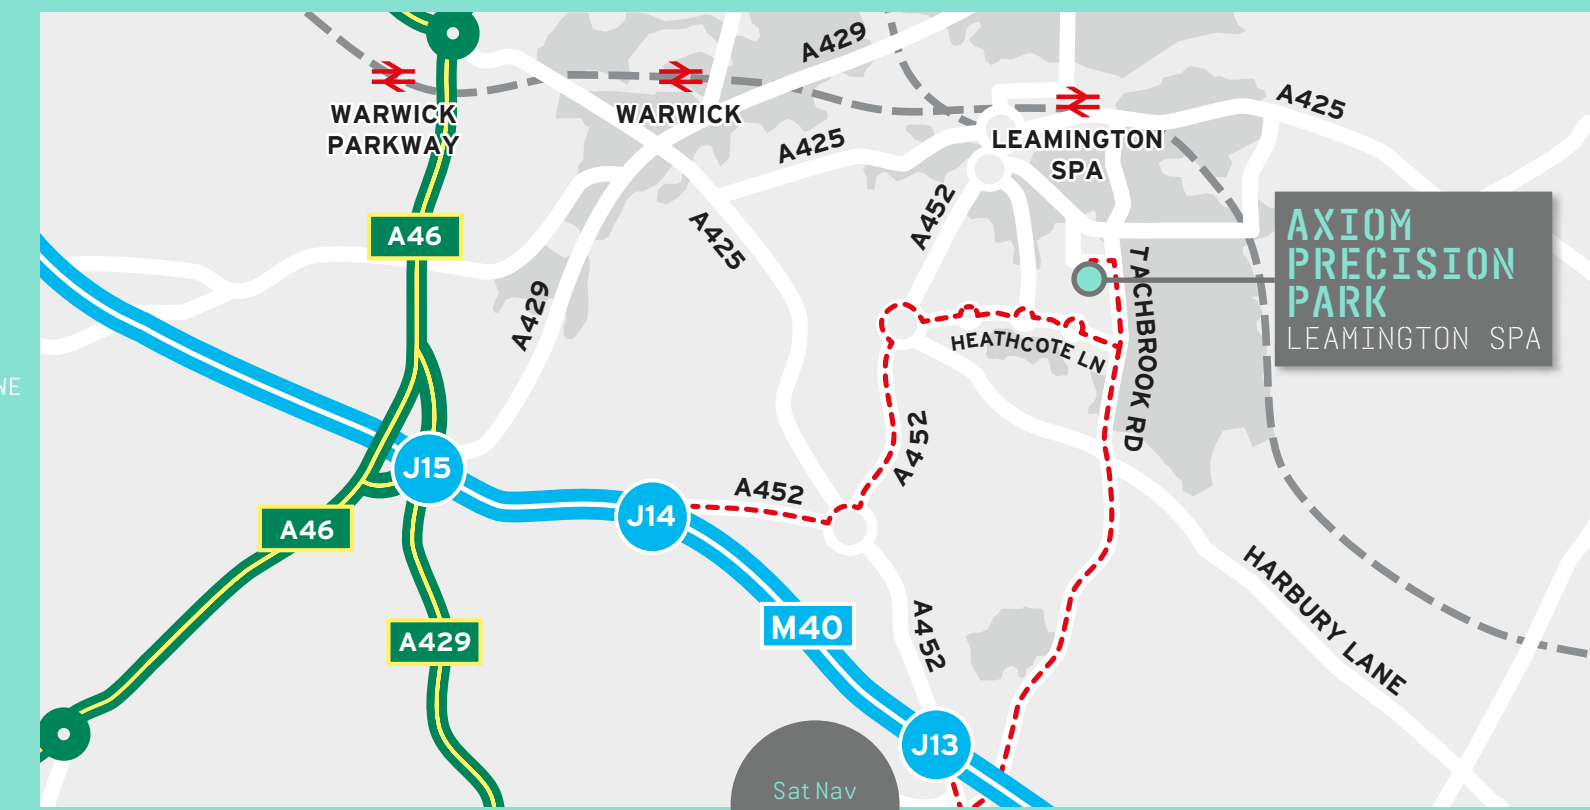 A429
WARWICK
PARKWAY
WARWICK
A425
LEAMINGTON
SPA
A425
A452
A46
A425
AXIOM
PRECISION
PARK
LEAMINGTON SPA
TACHBROOK RD
A429
HEATHCOTE LN
NE
A452
J15
A452
J14
A46
HARBURY LANE
M40
A429
A452
J13
Sat Nav